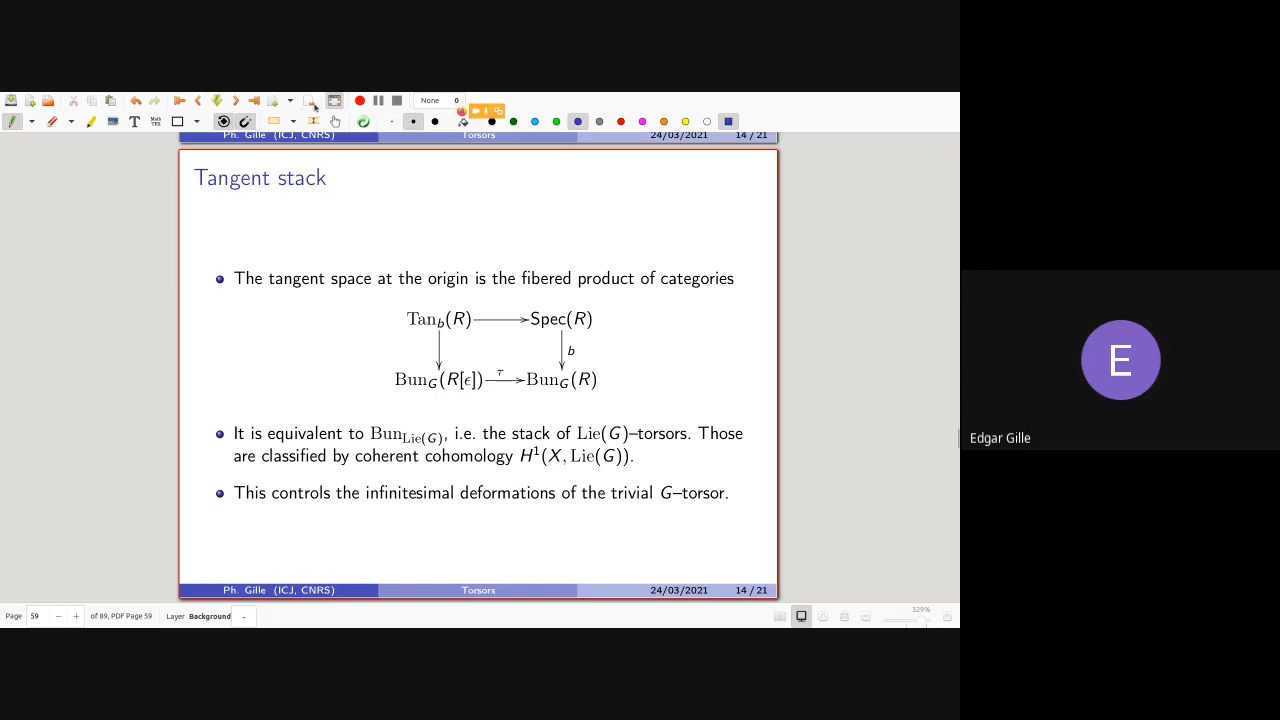 None 0
T Math TEX
Ph. Gille (ICJ, CNRS) Torsors 24/03/2021 14 / 21
Tangent stack
The tangent space at the origin is the fibered product of categories
Tan_b(R) Spec(R)
b
τ
Bun_G(R[ϵ]) Bun_G(R)
It is equivalent to Bun_Lie(G), i.e. the stack of Lie(G)–torsors. Those
are classified by coherent cohomology H^1(X, Lie(G)).
This controls the infinitesimal deformations of the trivial G–torsor.
Ph. Gille (ICJ, CNRS) Torsors 24/03/2021 14 / 21
Page 59 − + of 89, PDF Page 59 Layer Background
329%
E
Edgar Gille